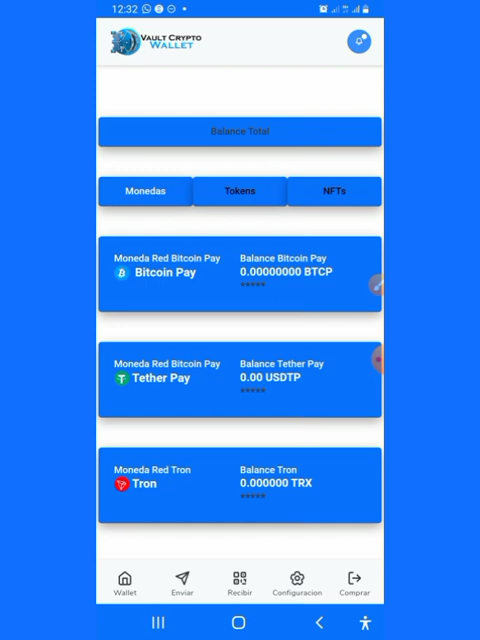 12:32
VAULT CRYPTO
WALLET
Balance Total
Monedas
Tokens
NFTs
Moneda Red Bitcoin Pay
Bitcoin Pay
Balance Bitcoin Pay
0.00000000 BTCP
*****
Moneda Red Bitcoin Pay
Tether Pay
Balance Tether Pay
0.00 USDTP
*****
Moneda Red Tron
Tron
Balance Tron
0.000000 TRX
*****
Wallet
Enviar
Recibir
Configuracion
Comprar